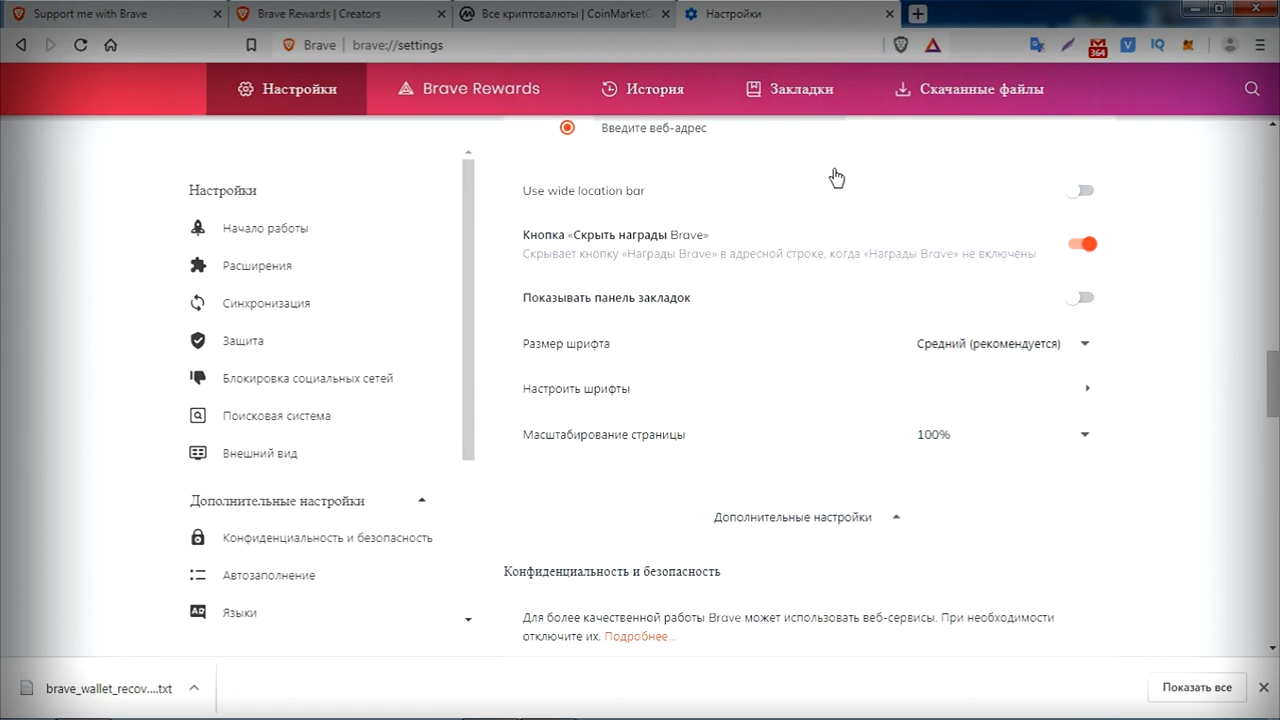 Support me with Brave
Brave Rewards | Creators
Все криптовалюты | CoinMarketC
Настройки
Brave | brave://settings
364
IQ
Настройки
Brave Rewards
История
Закладки
Скачанные файлы
Введите веб-адрес
Настройки
Начало работы
Расширения
Синхронизация
Защита
Блокировка социальных сетей
Поисковая система
Внешний вид
Дополнительные настройки
Конфиденциальность и безопасность
Автозаполнение
Языки
Use wide location bar
Кнопка «Скрыть награды Brave»
Скрывает кнопку «Награды Brave» в адресной строке, когда «Награды Brave» не включены
Показывать панель закладок
Размер шрифта
Средний (рекомендуется)
Настроить шрифты
Масштабирование страницы
100%
Дополнительные настройки
Конфиденциальность и безопасность
Для более качественной работы Brave может использовать веб-сервисы. При необходимости
отключите их. Подробнее...
brave_wallet_recov....txt
Показать все